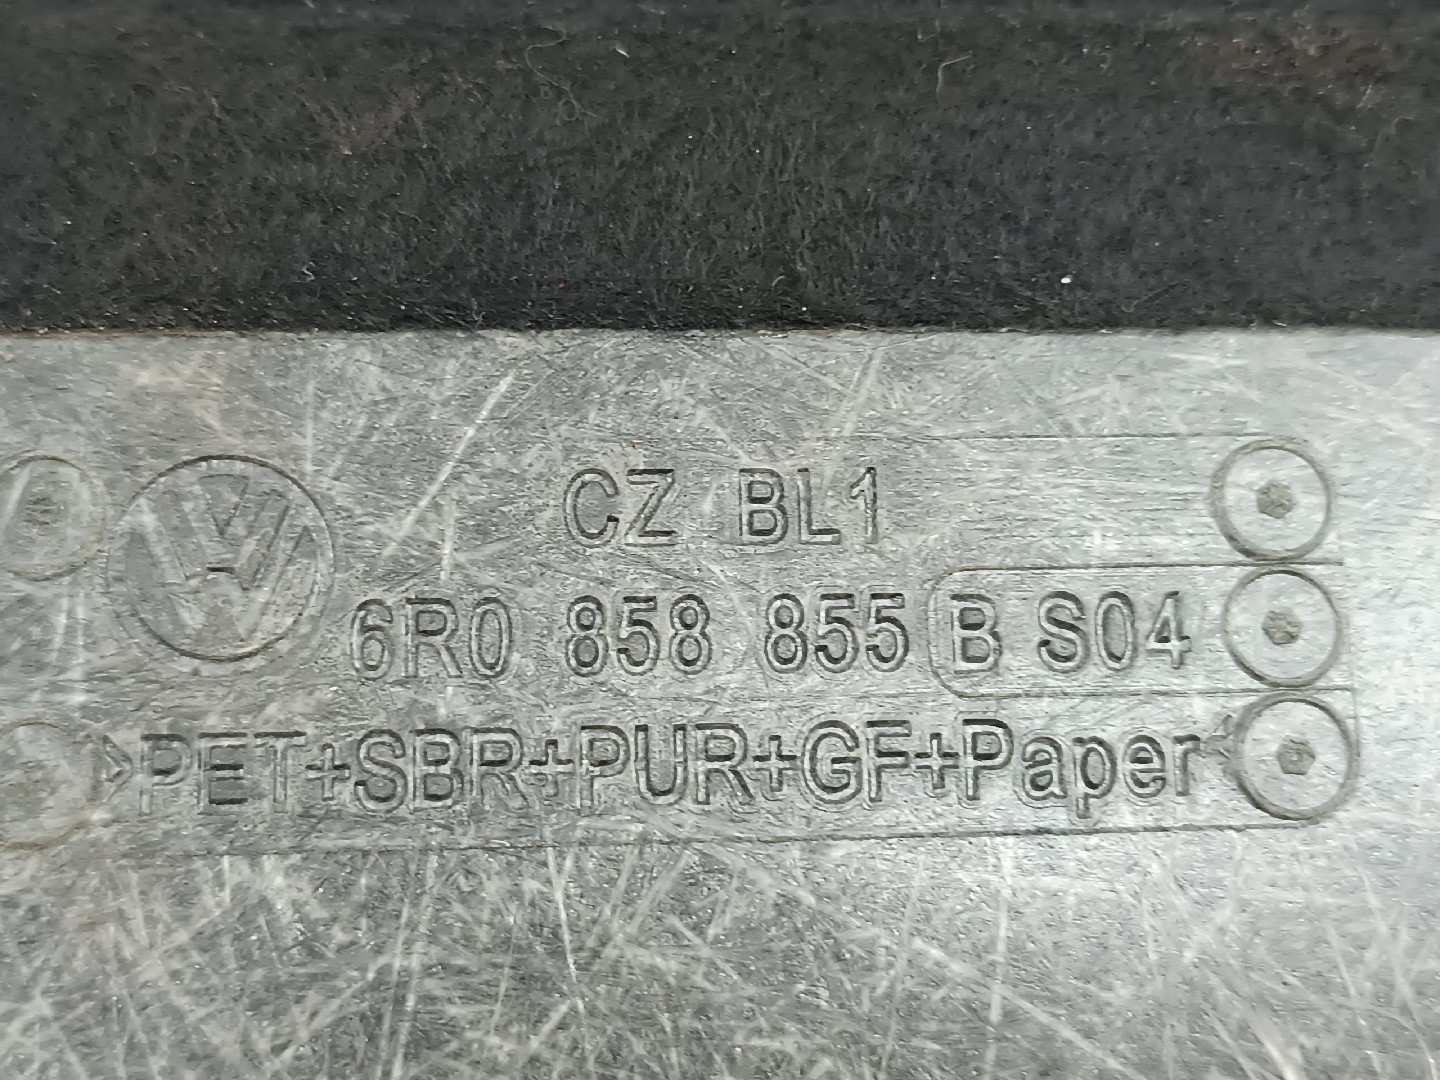 CZ BL1
6R0 858 855 B S04
>PET+SBR+PUR+GF+Paper<